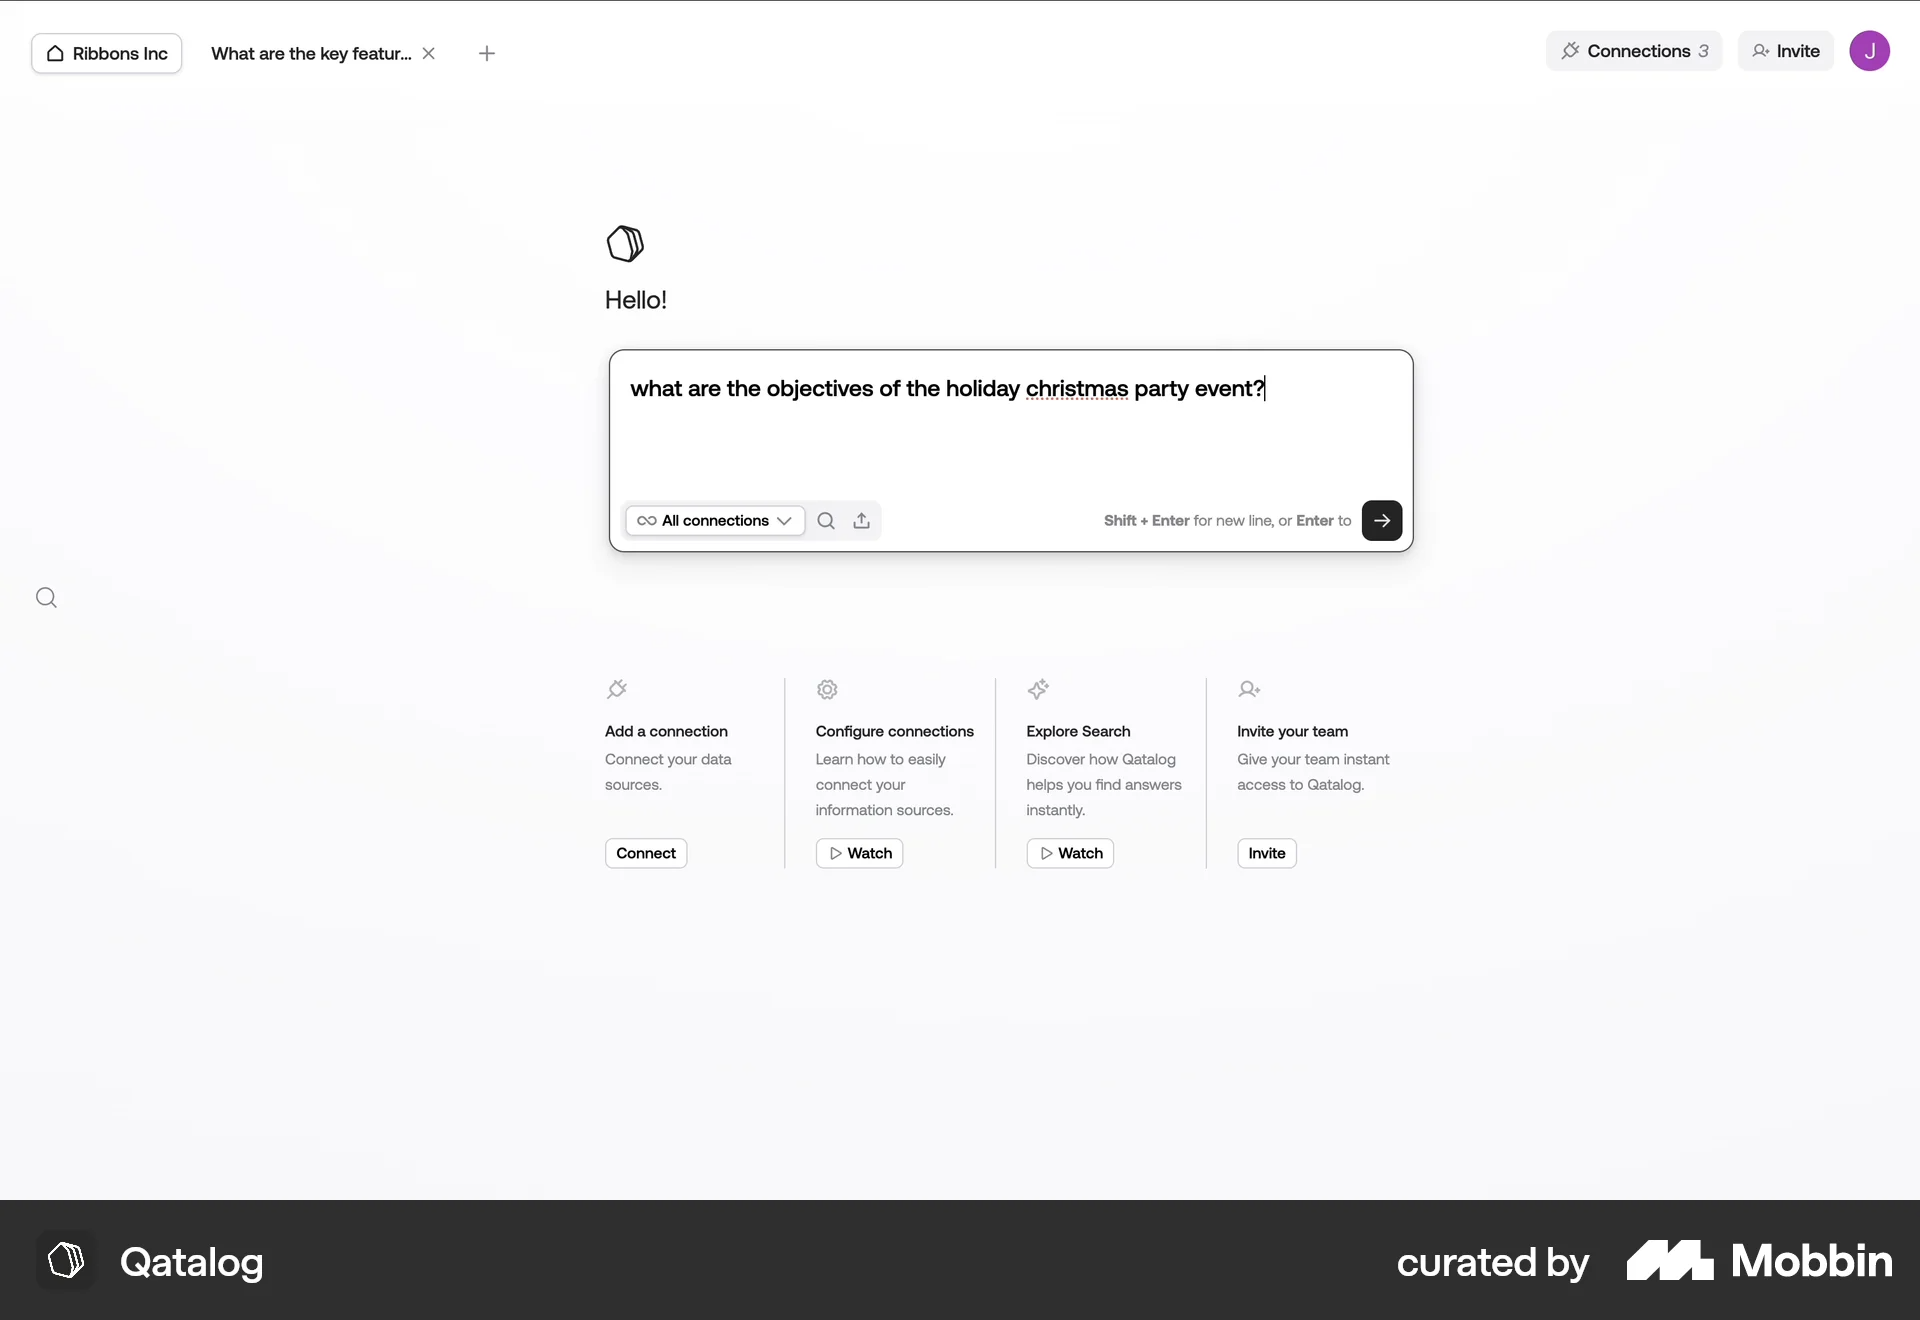 Ribbons Inc
What are the key featur...
Connections 3
Invite
J
Hello!
what are the objectives of the holiday christmas party event?
All connections
Shift + Enter for new line, or Enter to
Add a connection
Connect your data
sources.
Connect
Configure connections
Learn how to easily
connect your
information sources.
Watch
Explore Search
Discover how Qatalog
helps you find answers
instantly.
Watch
Invite your team
Give your team instant
access to Qatalog.
Invite
Qatalog
curated by Mobbin